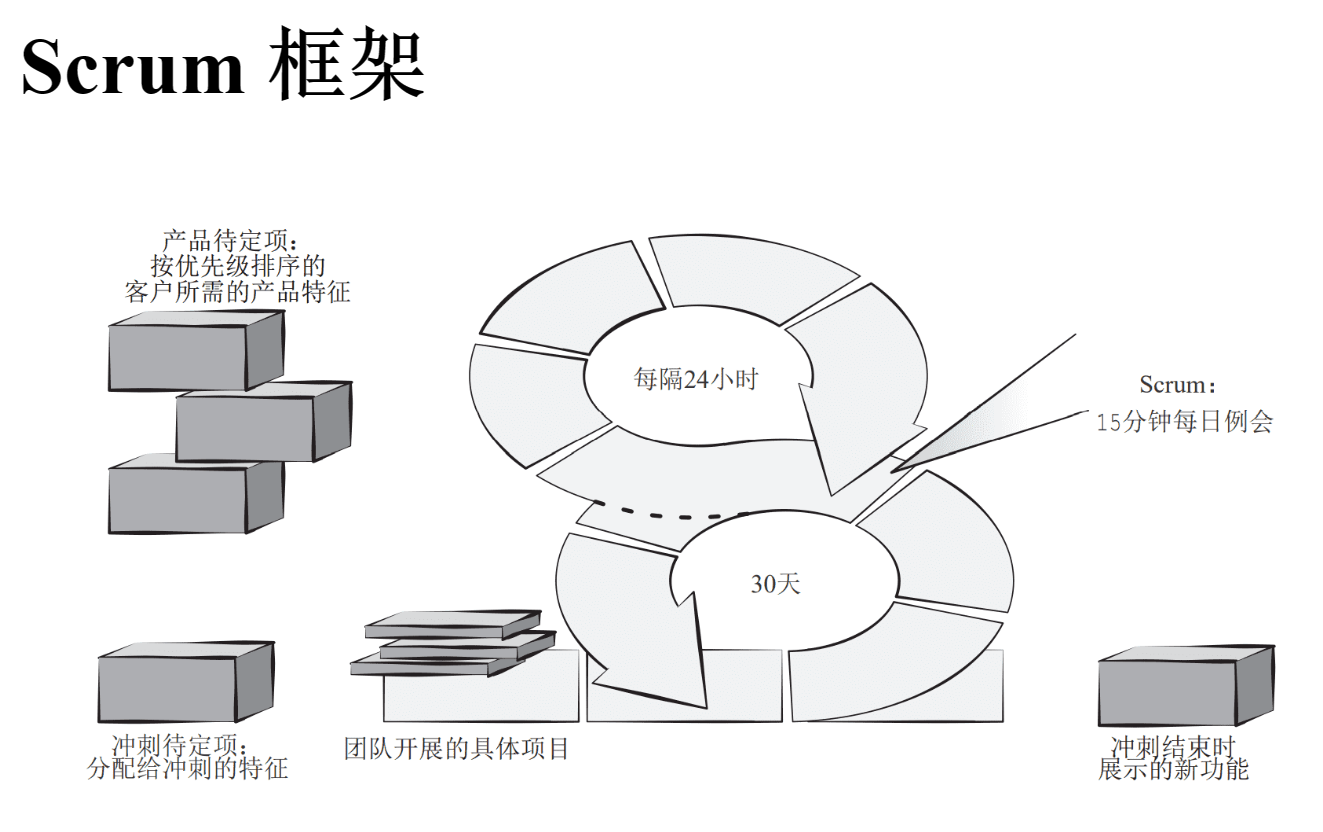 Scrum 框架
产品待定项：
按优先级排序的
客户所需的产品特征
每隔24小时
Scrum：
15分钟每日例会
30天
冲刺待定项：
分配给冲刺的特征
团队开展的具体项目
冲刺结束时
展示的新功能